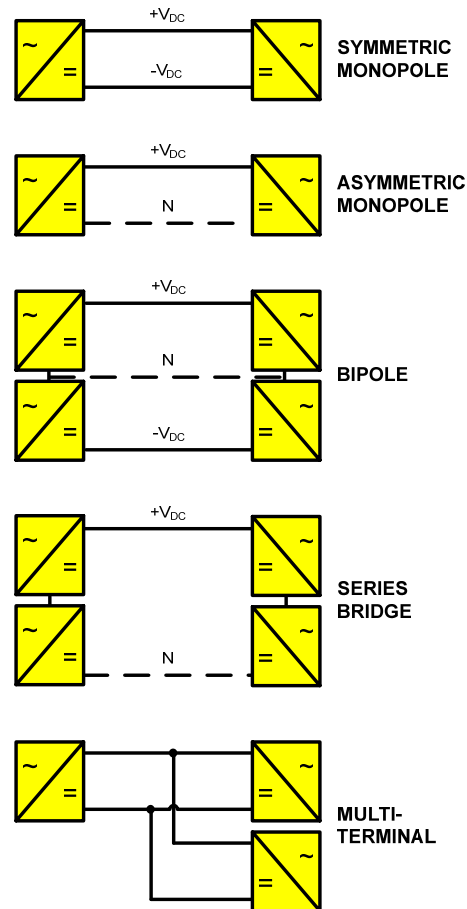 +VDC
~
=
-VDC
=
~
SYMMETRIC
MONOPOLE
+VDC
~
=
N
=
~
ASYMMETRIC
MONOPOLE
+VDC
~
=
~
=
N
~
=
~
=
-VDC
BIPOLE
+VDC
~
=
~
=
~
=
~
=
N
SERIES
BRIDGE
~
=
~
=
~
=
MULTI-
TERMINAL